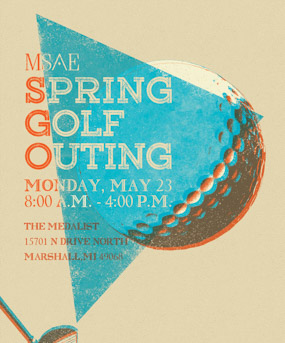 MSAE
SPRING
GOLF
OUTING
MONDAY, MAY 23
8:00 A.M. - 4:00 P.M.
THE MEDALIST
15701 N DRIVE NORTH
MARSHALL MI 49068